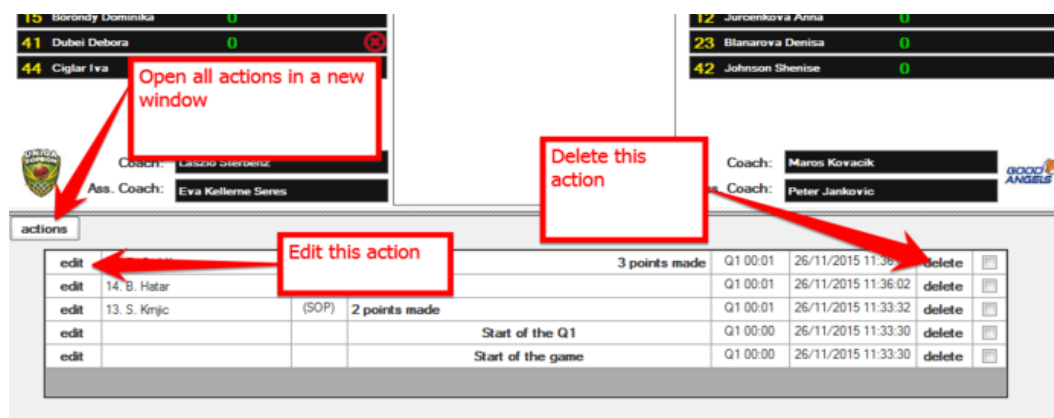 15 Böröndy Dominika 0
41 Dubei Debora 0
44 Ciglar Iva
12 Jurcenkova Anna 0
23 Blanarova Denisa 0
42 Johnson Shenise 0
Open all actions in a new
window
Coach: Laszlo Sterbenz
Ass. Coach: Eva Kellerne Seres
Delete this
action
Coach: Maros Kovacik
Coach: Peter Jankovic
GOOD
ANGELS
actions
Edit this action
edit 3 points made Q1 00:01 26/11/2015 11:36 delete
edit 14. B. Hatar Q1 00:01 26/11/2015 11:36:02 delete
edit 13. S. Krnjic (SOP) 2 points made Q1 00:01 26/11/2015 11:33:32 delete
edit Start of the Q1 Q1 00:00 26/11/2015 11:33:30 delete
edit Start of the game Q1 00:00 26/11/2015 11:33:30 delete